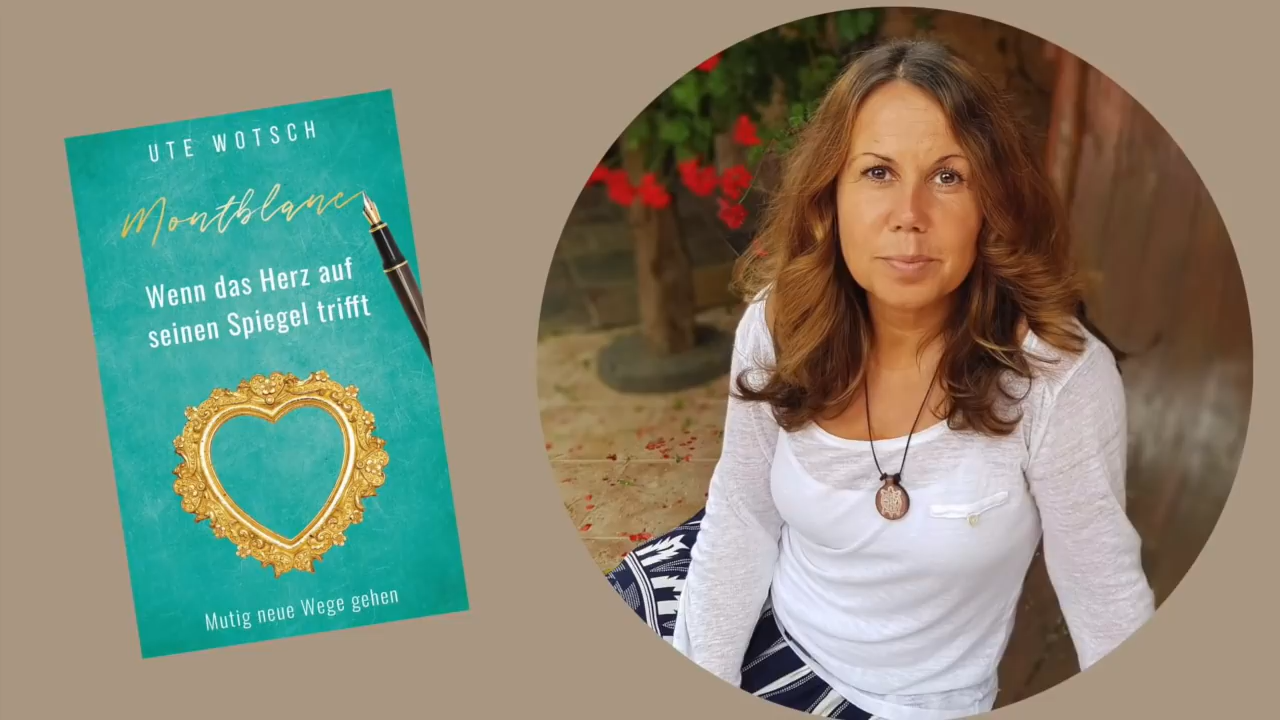 UTE WOTSCH
Montblanc
Wenn das Herz auf
seinen Spiegel trifft
Mutig neue Wege gehen